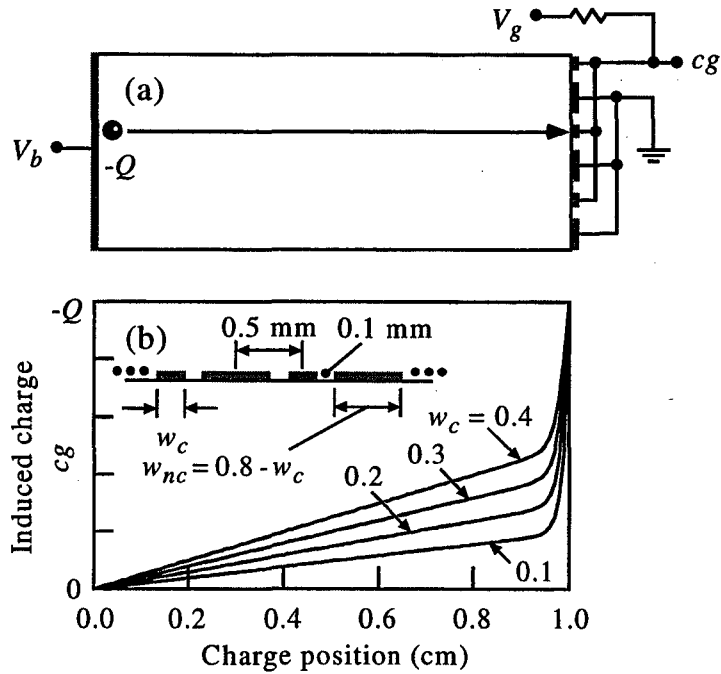 V_g
cg
(a)
V_b
-Q
-Q
(b)
0.5 mm 0.1 mm
w_c
w_nc = 0.8 - w_c
w_c = 0.4
0.3
0.2
0.1
Induced charge
cg
0
0.0 0.2 0.4 0.6 0.8 1.0
Charge position (cm)